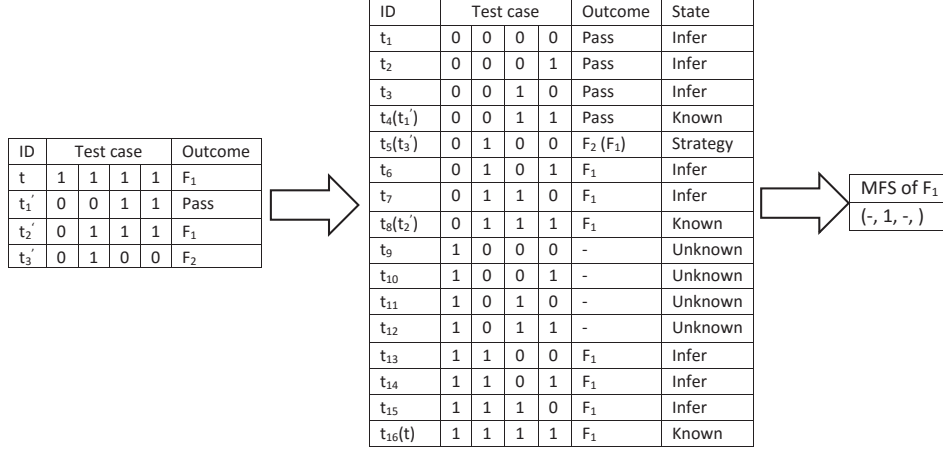 ID Test case Outcome
t 1 1 1 1 F₁
t₁′ 0 0 1 1 Pass
t₂′ 0 1 1 1 F₁
t₃′ 0 1 0 0 F₂
ID Test case Outcome State
t₁ 0 0 0 0 Pass Infer
t₂ 0 0 0 1 Pass Infer
t₃ 0 0 1 0 Pass Infer
t₄(t₁′) 0 0 1 1 Pass Known
t₅(t₃′) 0 1 0 0 F₂ (F₁) Strategy
t₆ 0 1 0 1 F₁ Infer
t₇ 0 1 1 0 F₁ Infer
t₈(t₂′) 0 1 1 1 F₁ Known
t₉ 1 0 0 0 - Unknown
t₁₀ 1 0 0 1 - Unknown
t₁₁ 1 0 1 0 - Unknown
t₁₂ 1 0 1 1 - Unknown
t₁₃ 1 1 0 0 F₁ Infer
t₁₄ 1 1 0 1 F₁ Infer
t₁₅ 1 1 1 0 F₁ Infer
t₁₆(t) 1 1 1 1 F₁ Known
MFS of F₁
(-, 1, -, )